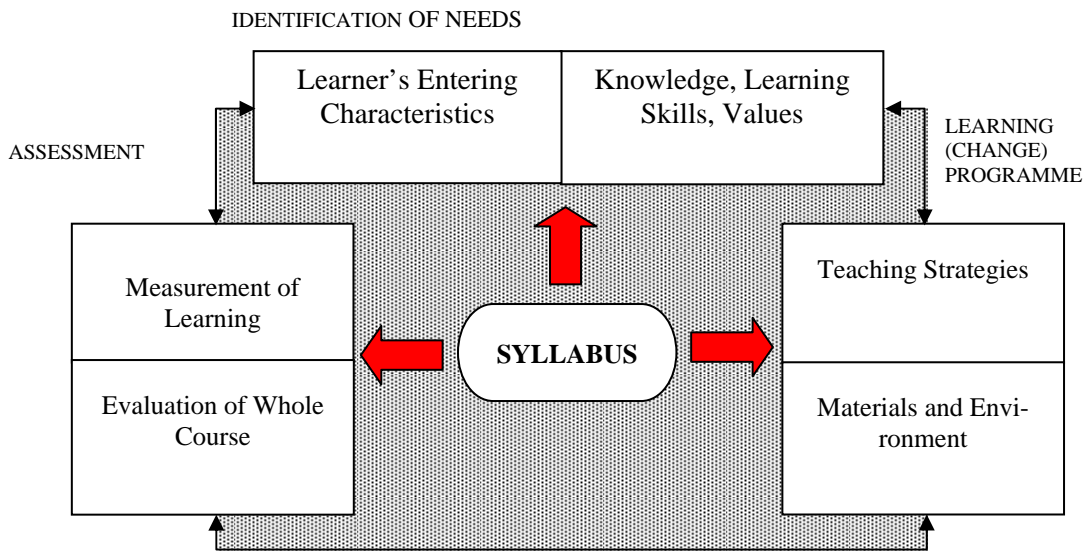 IDENTIFICATION OF NEEDS
Learner’s Entering
Characteristics
Knowledge, Learning
Skills, Values
ASSESSMENT
LEARNING
(CHANGE)
PROGRAMME
Measurement of
Learning
Evaluation of Whole
Course
SYLLABUS
Teaching Strategies
Materials and Envi-
ronment